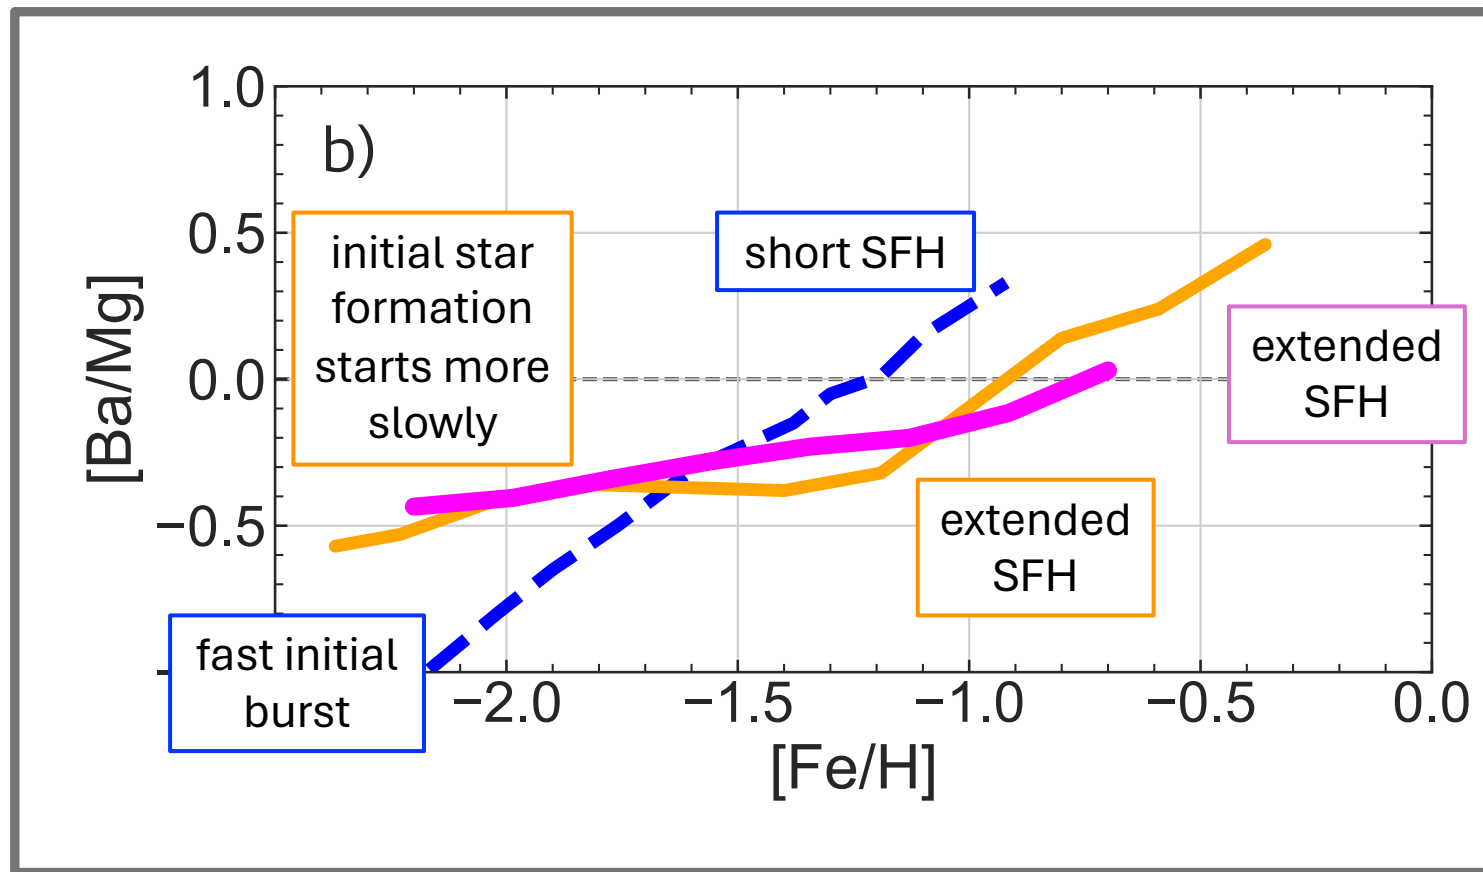 1.0
b)
0.5
initial star
formation
starts more
slowly
short SFH
[Ba/Mg]
0.0
extended
SFH
−0.5
extended
SFH
fast initial
burst
−2.0
−1.5
−1.0
−0.5
0.0
[Fe/H]